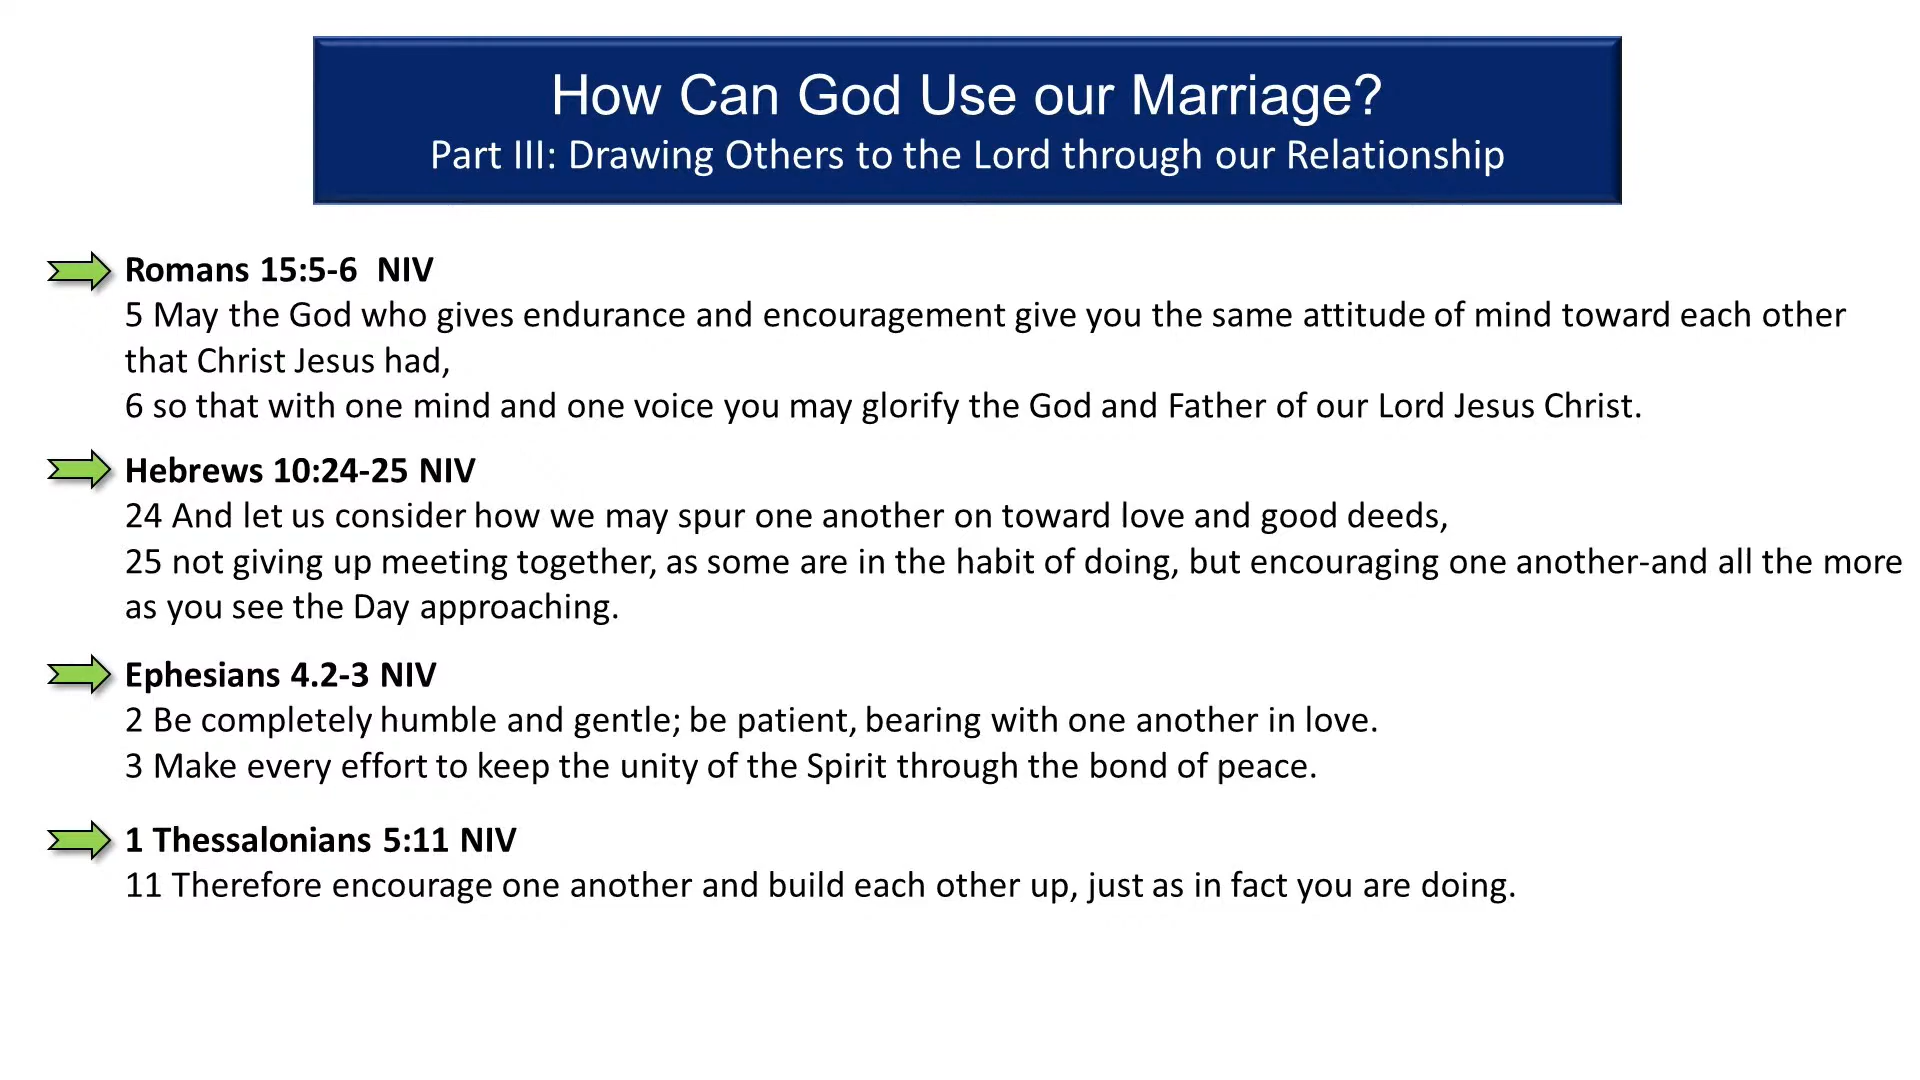 How Can God Use our Marriage?
Part III: Drawing Others to the Lord through our Relationship
Romans 15:5-6  NIV
5 May the God who gives endurance and encouragement give you the same attitude of mind toward each other
that Christ Jesus had,
6 so that with one mind and one voice you may glorify the God and Father of our Lord Jesus Christ.
Hebrews 10:24-25 NIV
24 And let us consider how we may spur one another on toward love and good deeds,
25 not giving up meeting together, as some are in the habit of doing, but encouraging one another-and all the more
as you see the Day approaching.
Ephesians 4.2-3 NIV
2 Be completely humble and gentle; be patient, bearing with one another in love.
3 Make every effort to keep the unity of the Spirit through the bond of peace.
1 Thessalonians 5:11 NIV
11 Therefore encourage one another and build each other up, just as in fact you are doing.